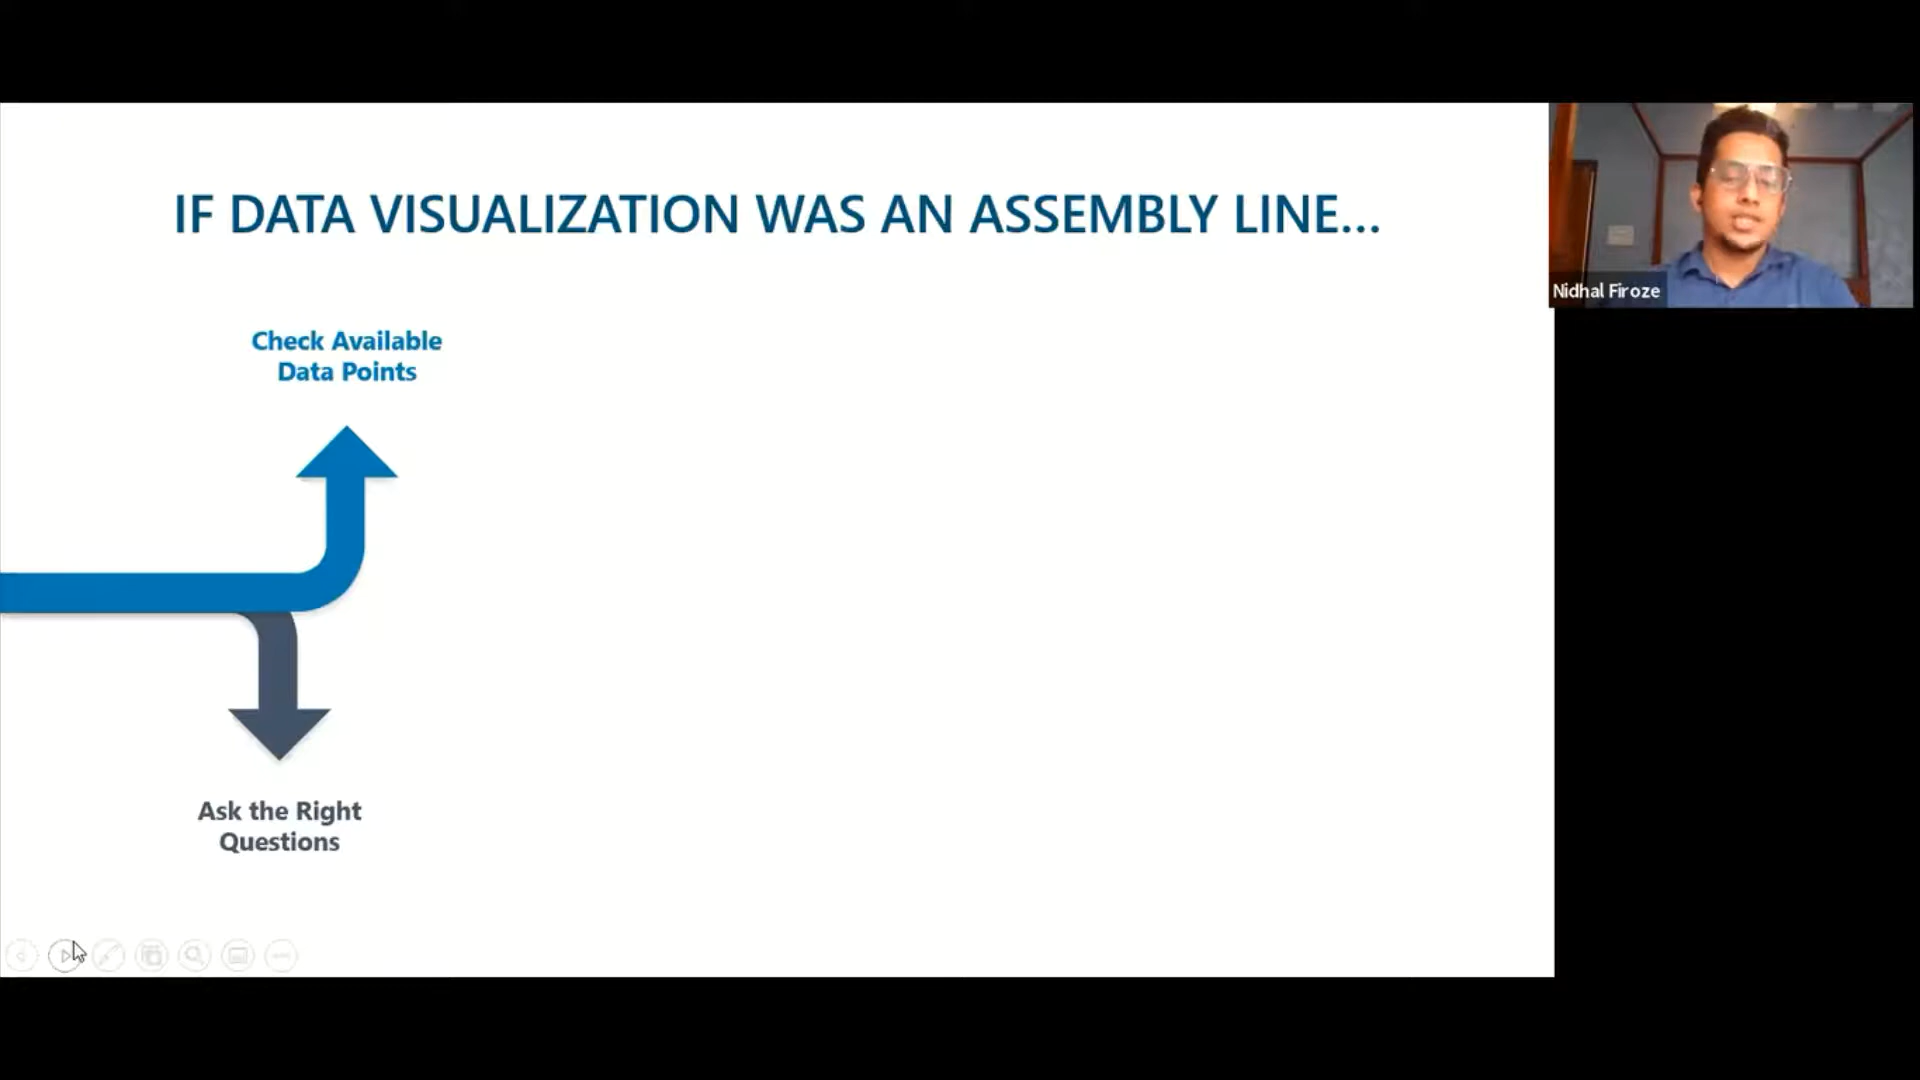 IF DATA VISUALIZATION WAS AN ASSEMBLY LINE...
Nidhal Firoze
Check Available
Data Points
Ask the Right
Questions